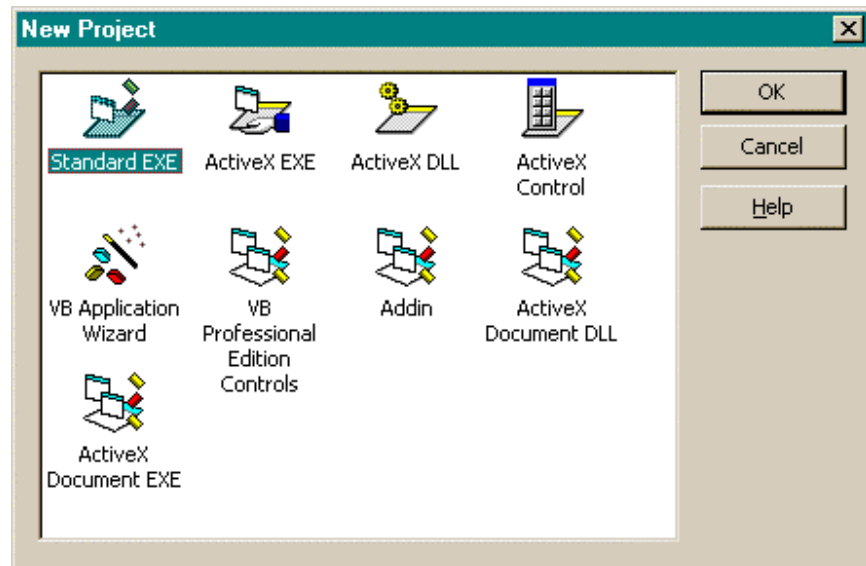 New Project
Standard EXE
ActiveX EXE
ActiveX DLL
ActiveX
Control
VB Application
Wizard
VB
Professional
Edition
Controls
Addin
ActiveX
Document DLL
ActiveX
Document EXE
OK
Cancel
Help